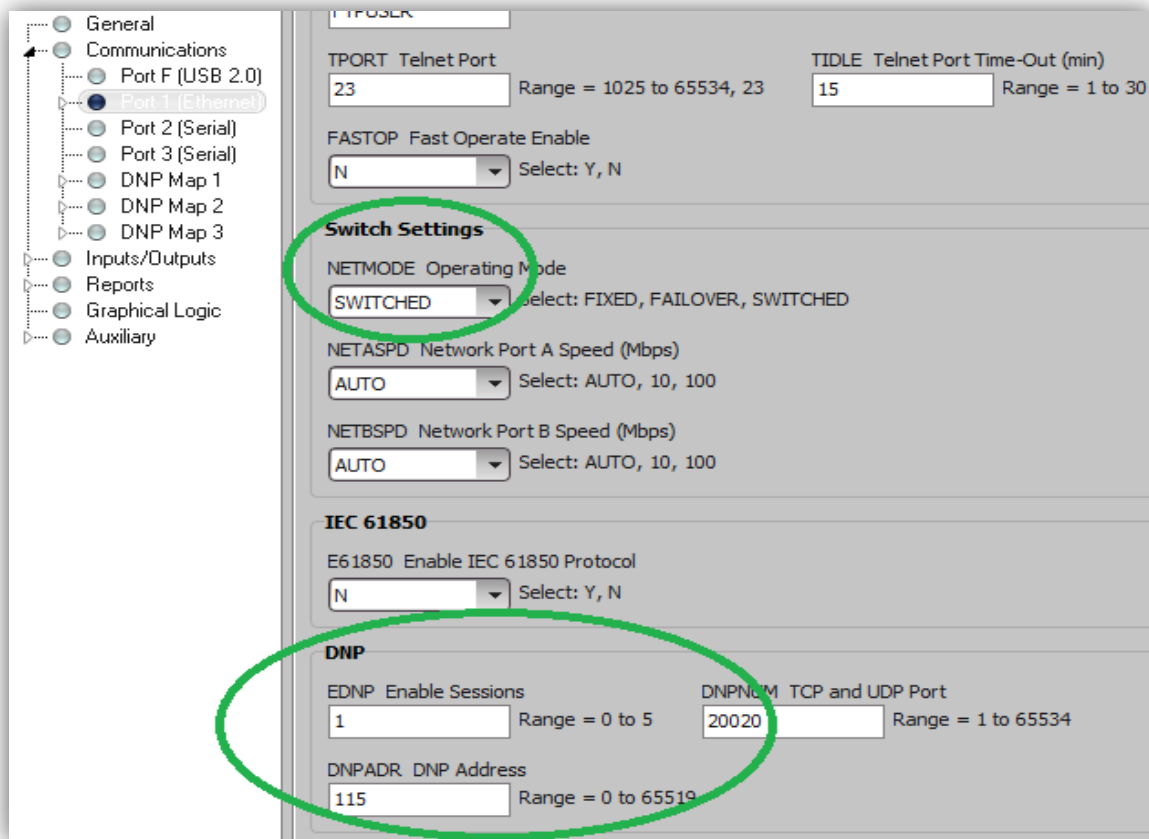 General
Communications
Port F (USB 2.0)
Port 1 (Ethernet)
Port 2 (Serial)
Port 3 (Serial)
DNP Map 1
DNP Map 2
DNP Map 3
Inputs/Outputs
Reports
Graphical Logic
Auxiliary
FTPUSER
TPORT Telnet Port
TIDLE Telnet Port Time-Out (min)
23 Range = 1025 to 65534, 23
15 Range = 1 to 30
FASTOP Fast Operate Enable
N Select: Y, N
Switch Settings
NETMODE Operating Mode
SWITCHED Select: FIXED, FAILOVER, SWITCHED
NETASPD Network Port A Speed (Mbps)
AUTO Select: AUTO, 10, 100
NETBSPD Network Port B Speed (Mbps)
AUTO Select: AUTO, 10, 100
IEC 61850
E61850 Enable IEC 61850 Protocol
N Select: Y, N
DNP
EDNP Enable Sessions
DNPNUM TCP and UDP Port
1 Range = 0 to 5
20020 Range = 1 to 65534
DNPADR DNP Address
115 Range = 0 to 65519